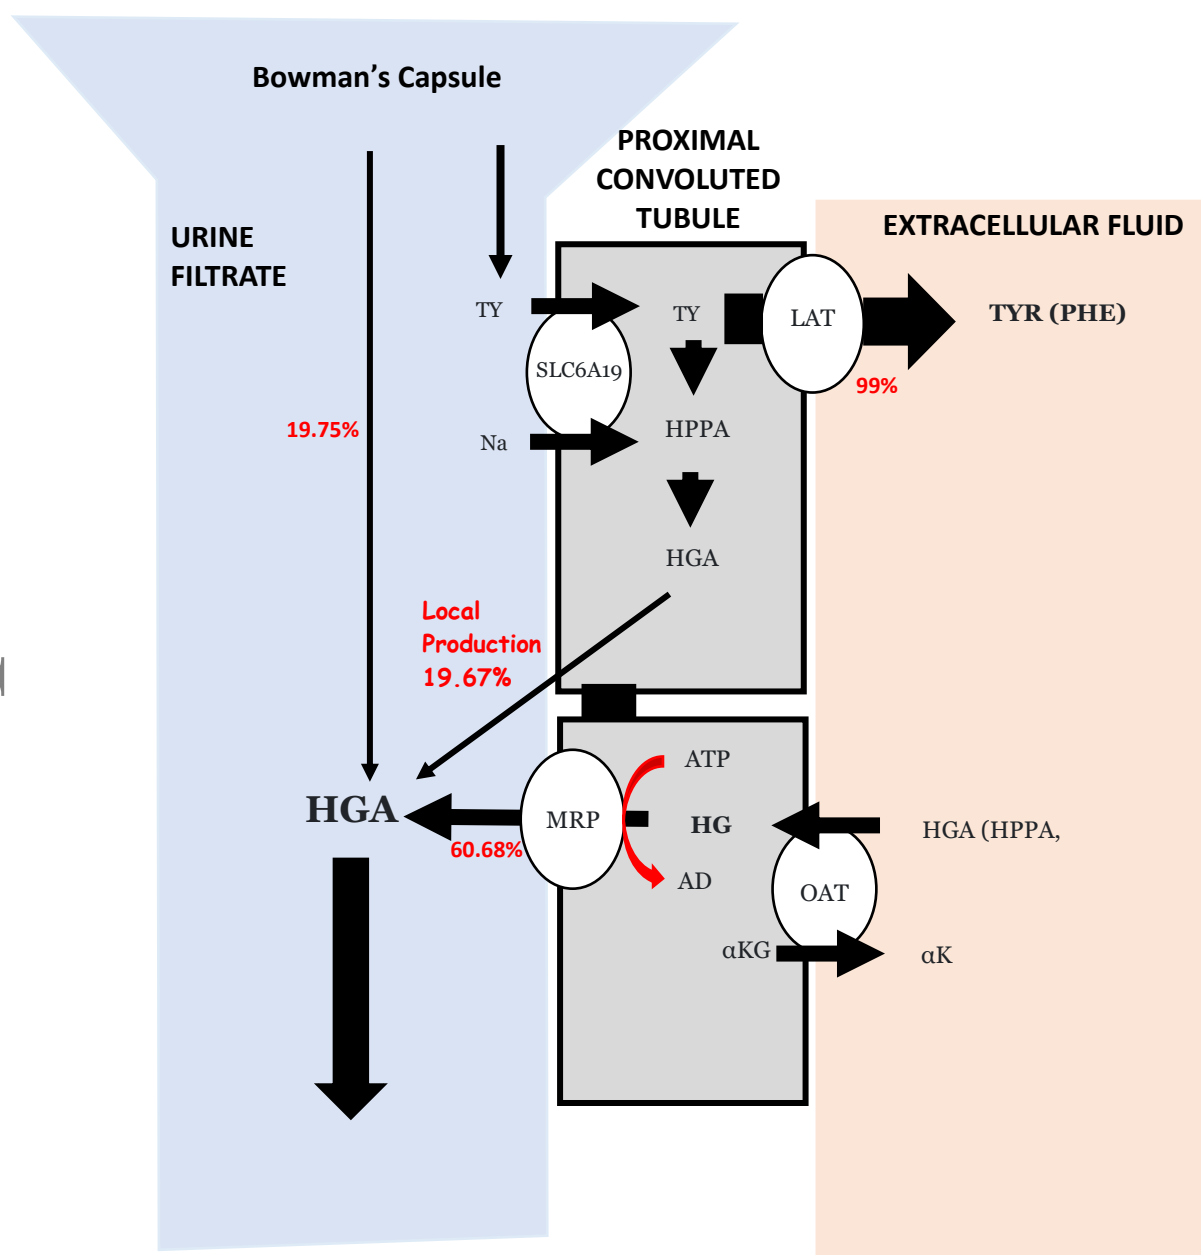 Bowman's Capsule
PROXIMAL
CONVOLUTED
TUBULE
URINE
FILTRATE
EXTRACELLULAR FLUID
TY
TY
LAT
TYR (PHE)
SLC6A19
99%
19.75%
Na
HPPA
HGA
Local
Production
19.67%
ATP
HGA
MRP
HG
HGA (HPPA,
60.68%
AD
OAT
αKG
αK